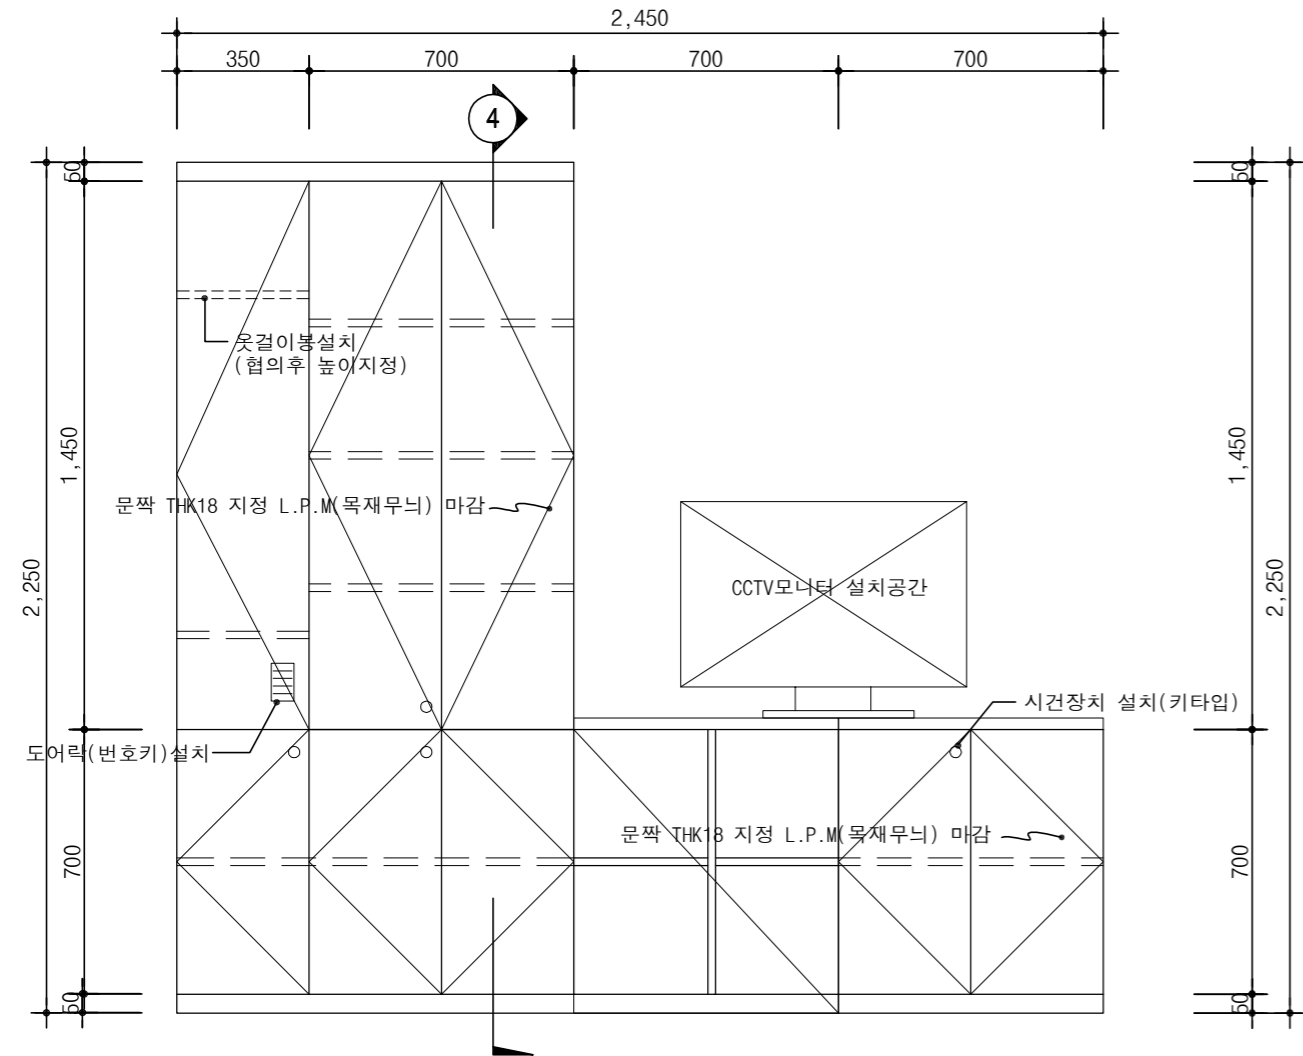 2,450
350 700 700 700
4
50 50
옷걸이봉설치
(협의후 높이지정)
1,450 1,450
문짝 THK18 지정 L.P.M(목재무늬) 마감
CCTV모니터 설치공간
2,250 2,250
시건장치 설치(키타입)
도어락(번호키)설치
문짝 THK18 지정 L.P.M(목재무늬) 마감
700 700
50 50